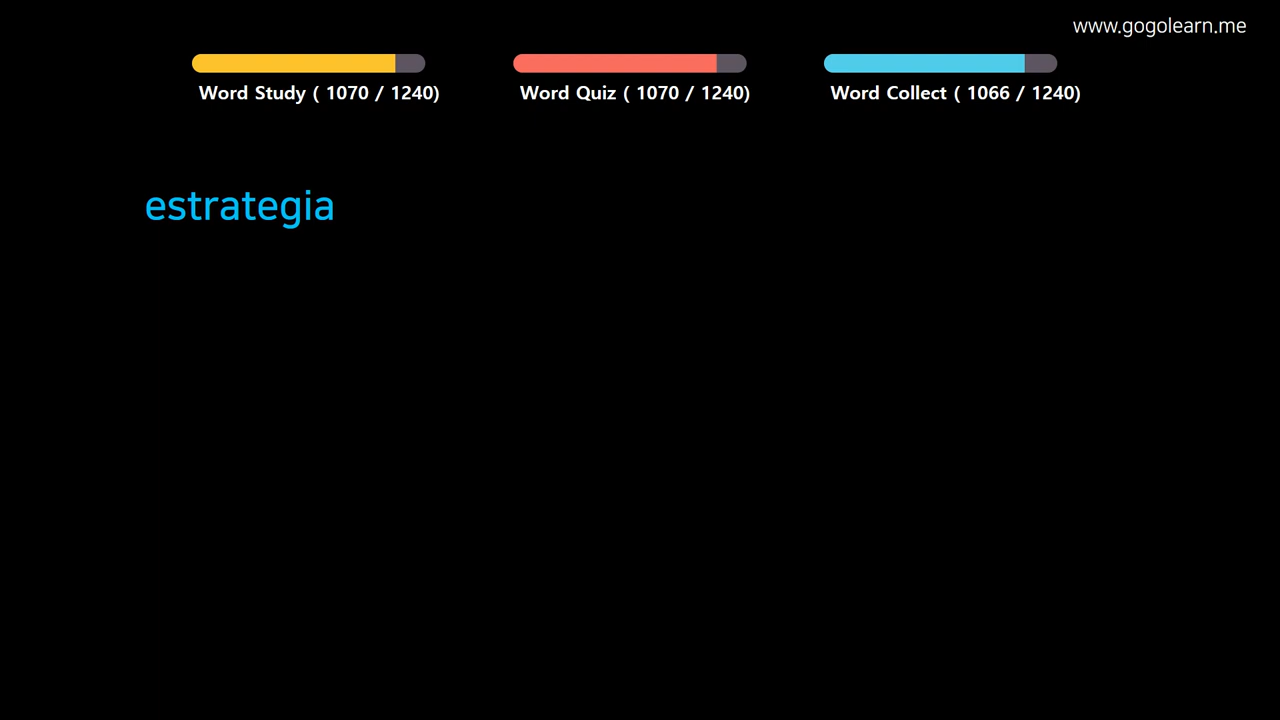 www.gogolearn.me
Word Study ( 1070 / 1240)
Word Quiz ( 1070 / 1240)
Word Collect ( 1066 / 1240)
estrategia